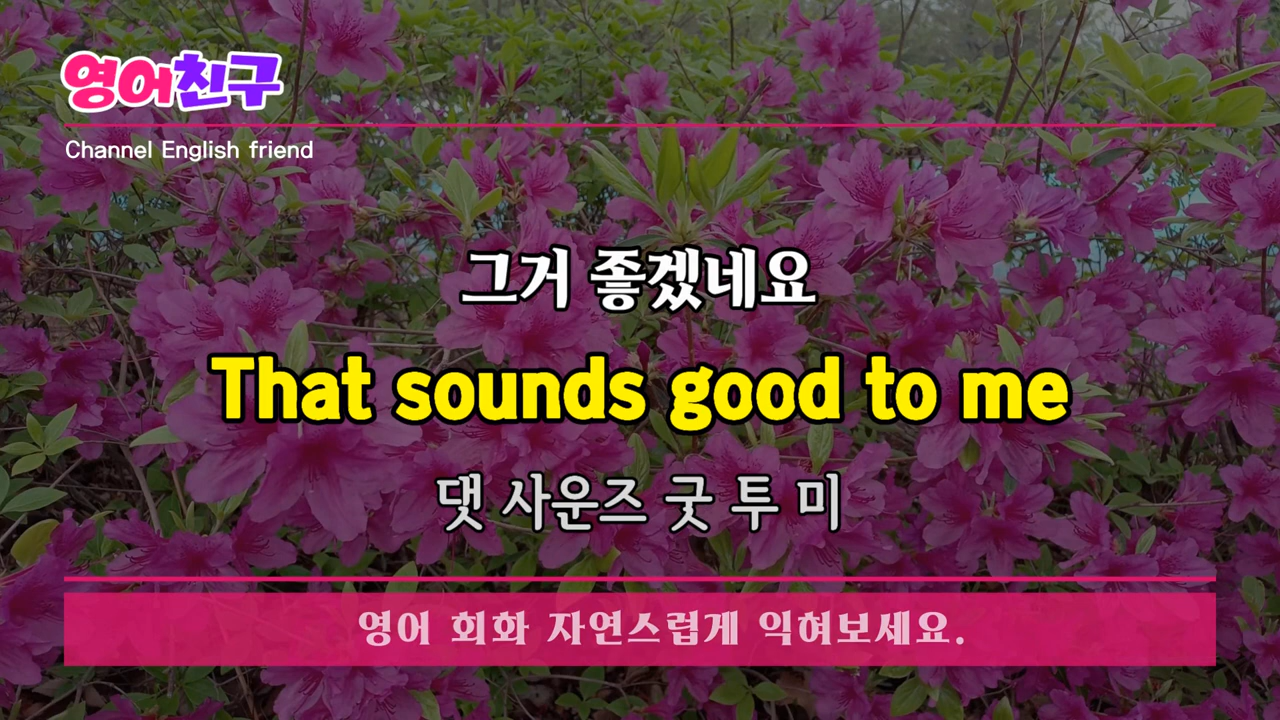 영어친구
Channel English friend
그거 좋겠네요
That sounds good to me
댓 사운즈 굿 투 미
영어 회화 자연스럽게 익혀보세요.